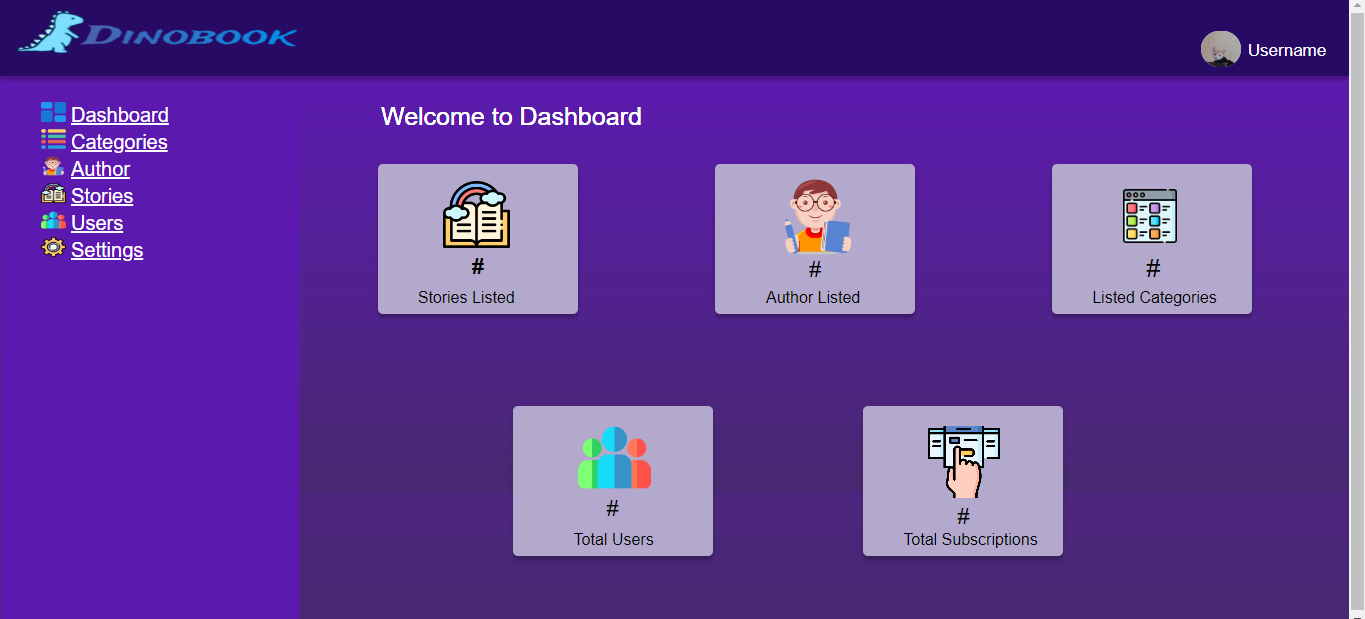 DINOBOOK
Username
Dashboard
Categories
Author
Stories
Users
Settings
Welcome to Dashboard
#
Stories Listed
#
Author Listed
#
Listed Categories
#
Total Users
#
Total Subscriptions